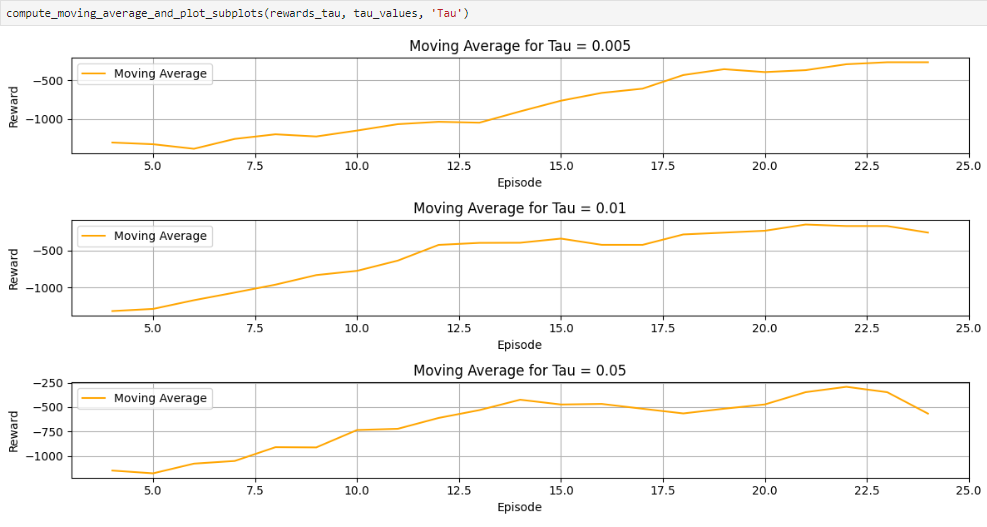 compute_moving_average_and_plot_subplots(rewards_tau, tau_values, 'Tau')
Moving Average for Tau = 0.005
Moving Average
−500
−1000
Reward
5.0 7.5 10.0 12.5 15.0 17.5 20.0 22.5 25.0
Episode
Moving Average for Tau = 0.01
Moving Average
−500
−1000
Reward
5.0 7.5 10.0 12.5 15.0 17.5 20.0 22.5 25.0
Episode
Moving Average for Tau = 0.05
−250
Moving Average
−500
−750
−1000
Reward
5.0 7.5 10.0 12.5 15.0 17.5 20.0 22.5 25.0
Episode